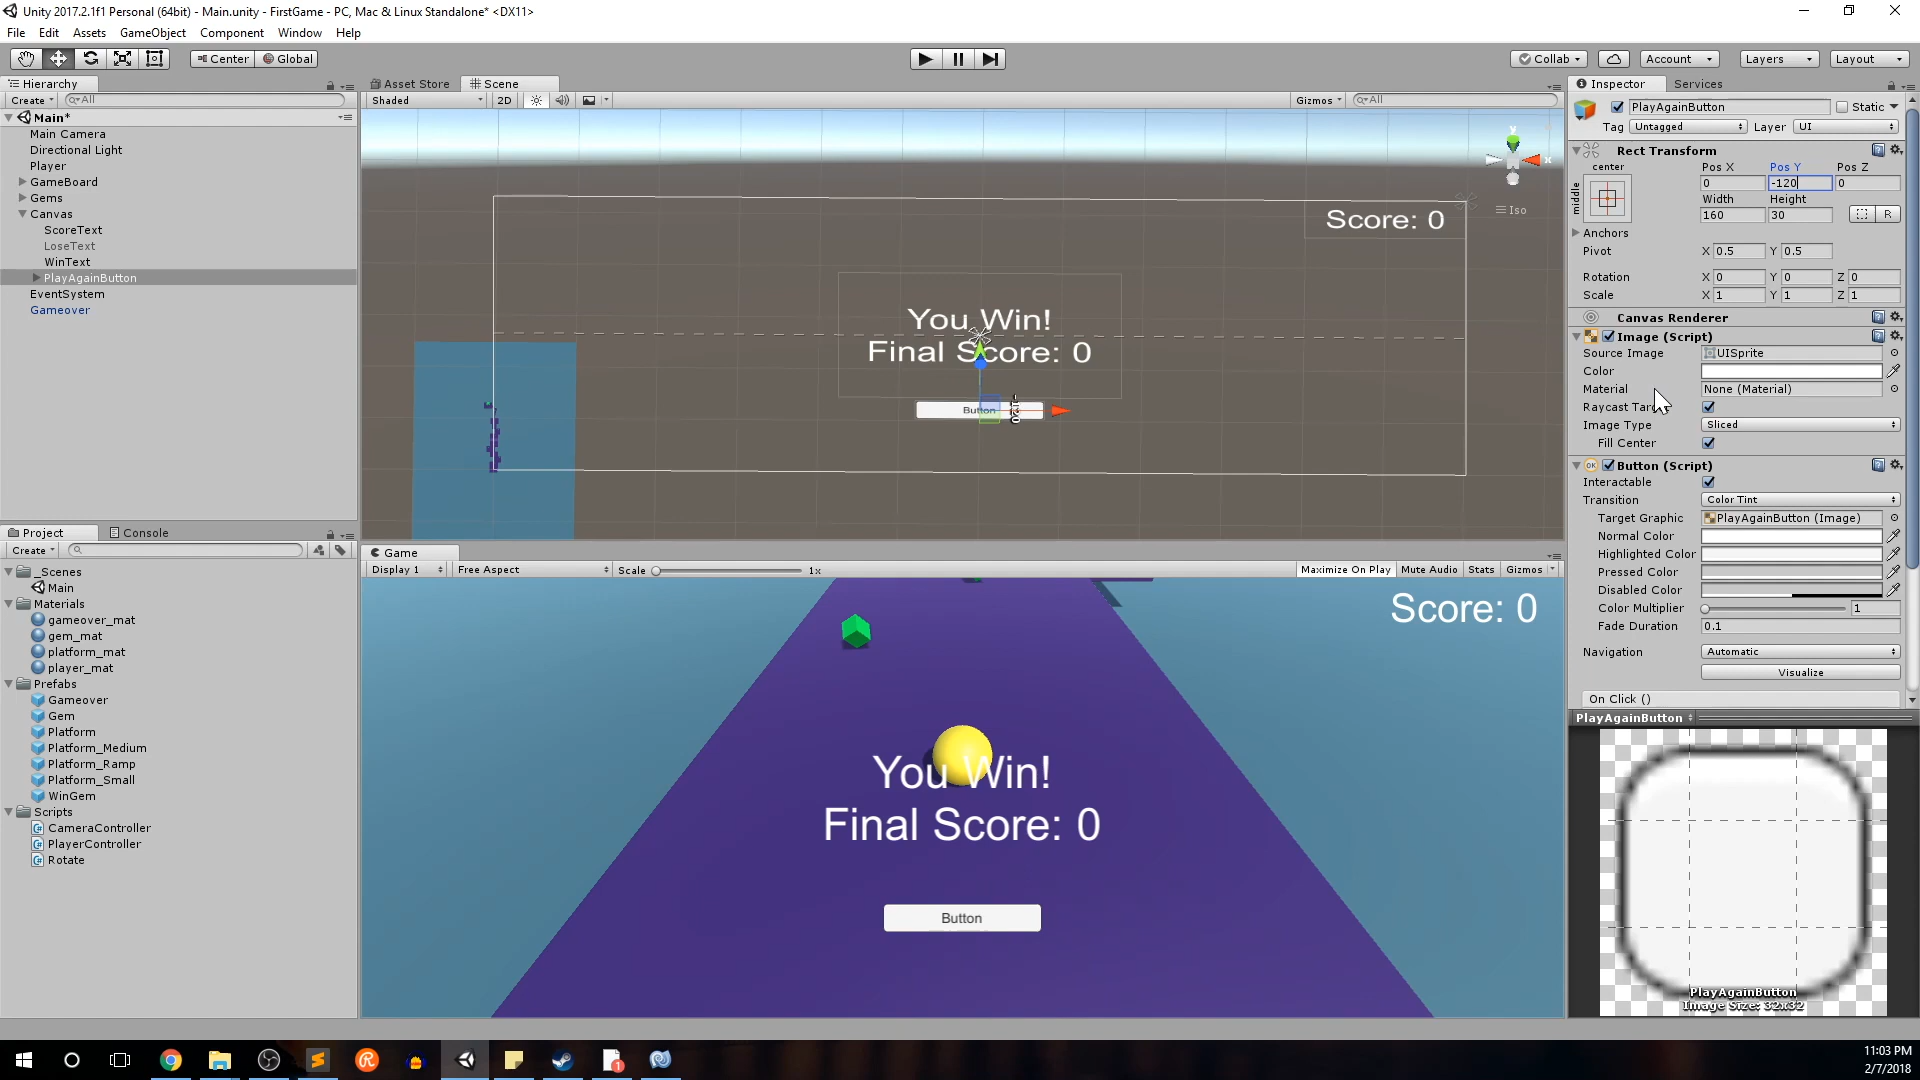 Unity 2017.2.1f1 Personal (64bit) - Main.unity - FirstGame - PC, Mac & Linux Standalone* <DX11>
File Edit Assets GameObject Component Window Help
Center Global
Collab Account Layers Layout
Hierarchy
Create All
Main*
Main Camera
Directional Light
Player
GameBoard
Gems
Canvas
ScoreText
LoseText
WinText
PlayAgainButton
EventSystem
Gameover
Project Console
Create
_Scenes
Main
Materials
gameover_mat
gem_mat
platform_mat
player_mat
Prefabs
Gameover
Gem
Platform
Platform_Medium
Platform_Ramp
Platform_Small
WinGem
Scripts
CameraController
PlayerController
Rotate
Asset Store Scene
Shaded 2D Gizmos All
y
x
Iso
Score: 0
You Win!
Final Score: 0
Button
Game
Display 1 Free Aspect Scale 1x Maximize On Play Mute Audio Stats Gizmos
Score: 0
You Win!
Final Score: 0
Button
Inspector Services
PlayAgainButton Static
Tag Untagged Layer UI
Rect Transform
center Pos X Pos Y Pos Z
middle 0 -120 0
Width Height
160 30 R
Anchors
Pivot X 0.5 Y 0.5
Rotation X 0 Y 0 Z 0
Scale X 1 Y 1 Z 1
Canvas Renderer
Image (Script)
Source Image UISprite
Color
Material None (Material)
Raycast Targe
Image Type Sliced
Fill Center
OK Button (Script)
Interactable
Transition Color Tint
Target Graphic PlayAgainButton (Image)
Normal Color
Highlighted Color
Pressed Color
Disabled Color
Color Multiplier 1
Fade Duration 0.1
Navigation Automatic
Visualize
On Click ()
PlayAgainButton
PlayAgainButton
Image Size: 32x32
11:03 PM
2/7/2018